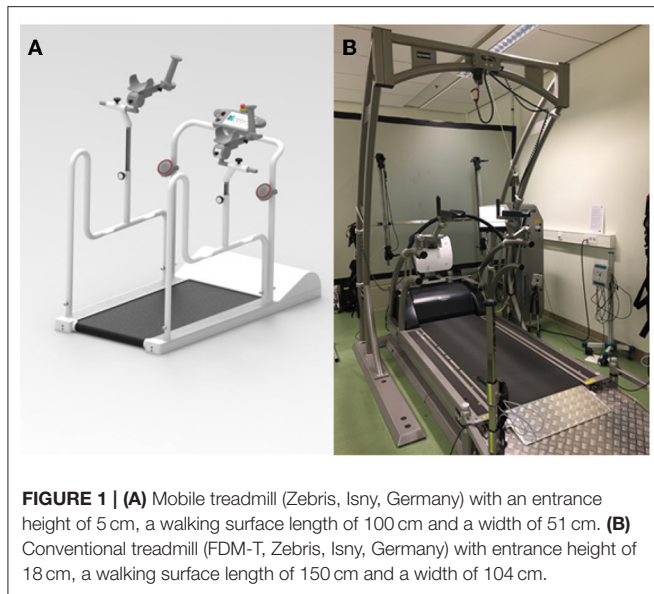 A
B
FIGURE 1 | (A) Mobile treadmill (Zebris, Isny, Germany) with an entrance
height of 5 cm, a walking surface length of 100 cm and a width of 51 cm. (B)
Conventional treadmill (FDM-T, Zebris, Isny, Germany) with entrance height of
18 cm, a walking surface length of 150 cm and a width of 104 cm.